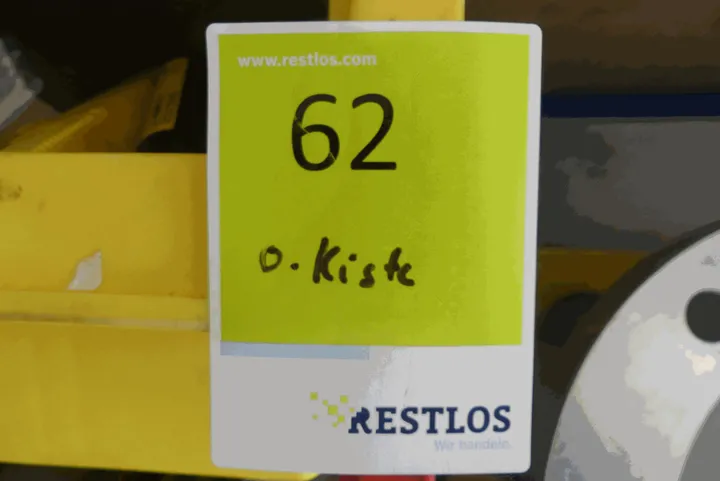 www.restlos.com
62
o. Kiste
RESTLOS
Wir handeln.